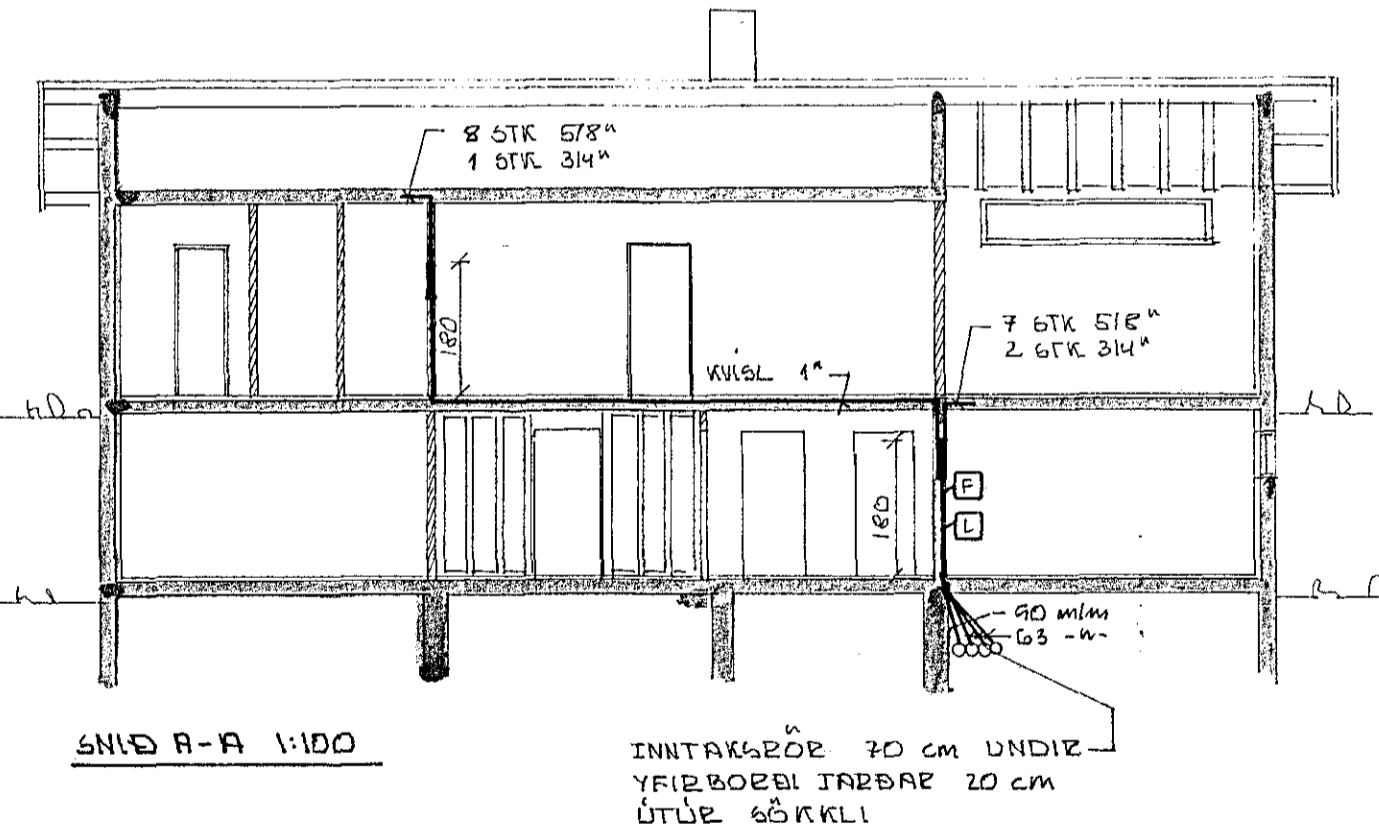 8 STK 5/8"
1 STK 3/4"
180
7 STK 5/8"
2 STK 3/4"
KVÍSL 1"
180
F
L
90 m/m
63 -"-
SNIÐ A-A 1:100
INNTAKSRÖR 70 cm UNDIR
YFIRBORÐI JARÐAR 20 cm
ÚTÚR SÖKKLI